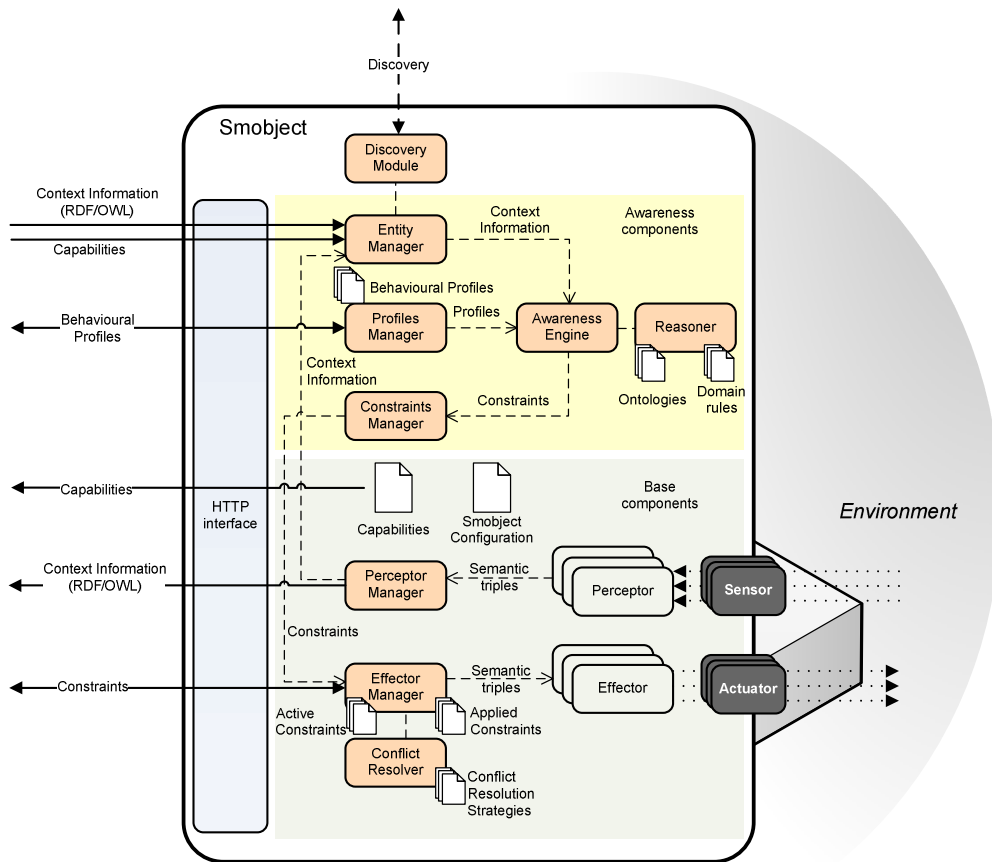 Discovery
Smobject
Discovery
Module
Context Information
(RDF/OWL)
Capabilities
Entity
Manager
Context
Information
Awareness
components
Behavioural Profiles
Behavioural
Profiles
Profiles
Manager
Profiles
Awareness
Engine
Reasoner
Context
Information
Ontologies
Domain
rules
Constraints
Manager
Constraints
Capabilities
HTTP
interface
Capabilities
Smobject
Configuration
Base
components
Environment
Context Information
(RDF/OWL)
Perceptor
Manager
Semantic
triples
Perceptor
Sensor
Constraints
Constraints
Effector
Manager
Semantic
triples
Effector
Actuator
Active
Constraints
Applied
Constraints
Conflict
Resolver
Conflict
Resolution
Strategies